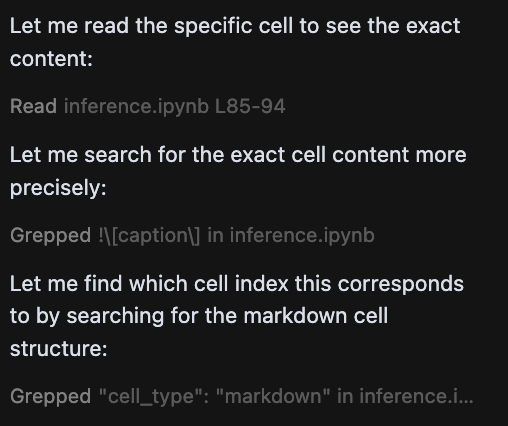 Let me read the specific cell to see the exact
content:
Read inference.ipynb L85-94
Let me search for the exact cell content more
precisely:
Grepped !\[caption\] in inference.ipynb
Let me find which cell index this corresponds
to by searching for the markdown cell
structure:
Grepped "cell_type": "markdown" in inference.i...